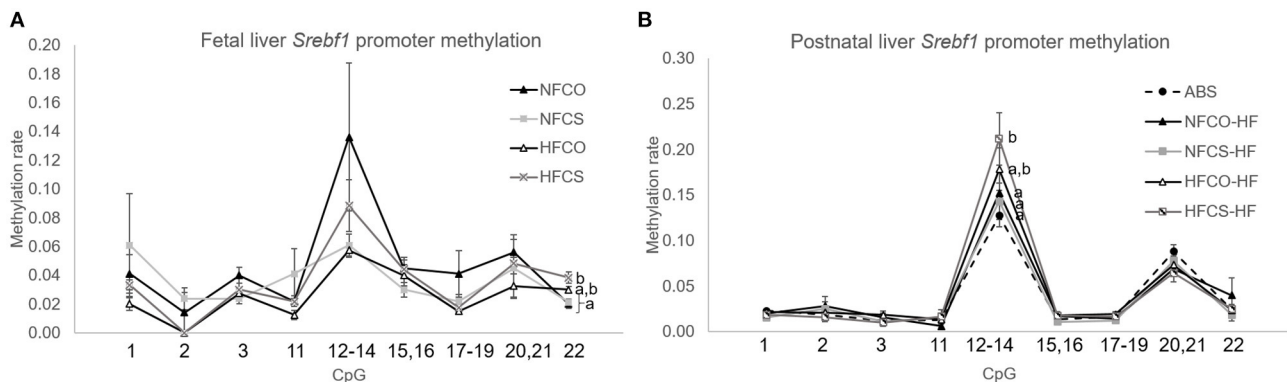 A
Fetal liver Srebf1 promoter methylation
0.20
0.18
0.16
0.14
0.12
0.10
0.08
0.06
0.04
0.02
0.00
Methylation rate
NFCO
NFCS
HFCO
HFCS
b
a,b
a
1 2 3 11 12-14 15,16 17-19 20,21 22
CpG
B
Postnatal liver Srebf1 promoter methylation
0.30
0.25
0.20
0.15
0.10
0.05
0.00
Methylation rate
ABS
NFCO-HF
NFCS-HF
HFCO-HF
HFCS-HF
b
a,b
a
a
a
1 2 3 11 12-14 15,16 17-19 20,21 22
CpG